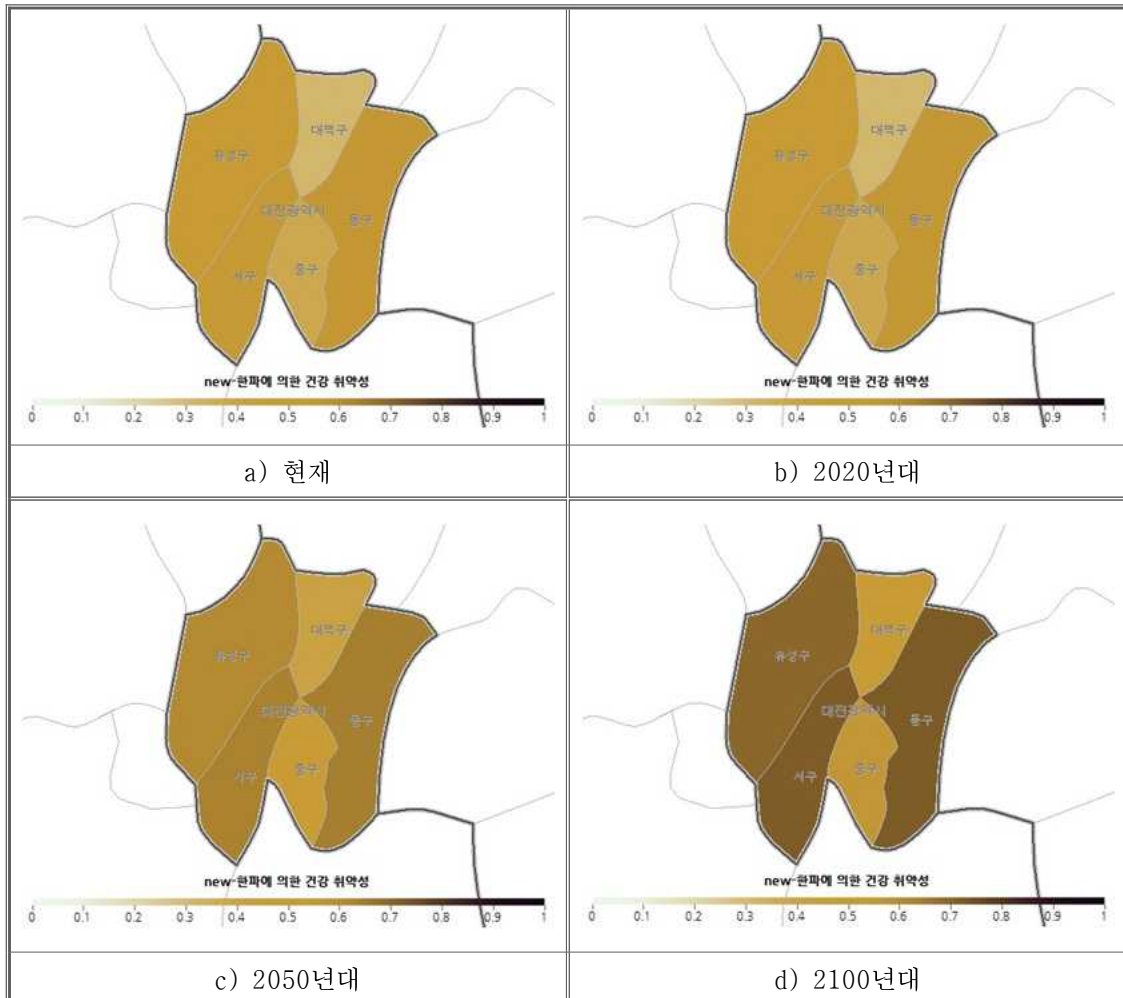 대덕구
유성구
대전광역시
동구
서구
중구
new-한파에 의한 건강 취약성
0 0.1 0.2 0.3 0.4 0.5 0.6 0.7 0.8 0.9 1
대덕구
유성구
대전광역시
동구
서구
중구
new-한파에 의한 건강 취약성
0 0.1 0.2 0.3 0.4 0.5 0.6 0.7 0.8 0.9 1
a) 현재
b) 2020년대
대덕구
유성구
대전광역시
동구
서구
중구
new-한파에 의한 건강 취약성
0 0.1 0.2 0.3 0.4 0.5 0.6 0.7 0.8 0.9 1
대덕구
유성구
대전광역시
동구
서구
중구
new-한파에 의한 건강 취약성
0 0.1 0.2 0.3 0.4 0.5 0.6 0.7 0.8 0.9 1
c) 2050년대
d) 2100년대